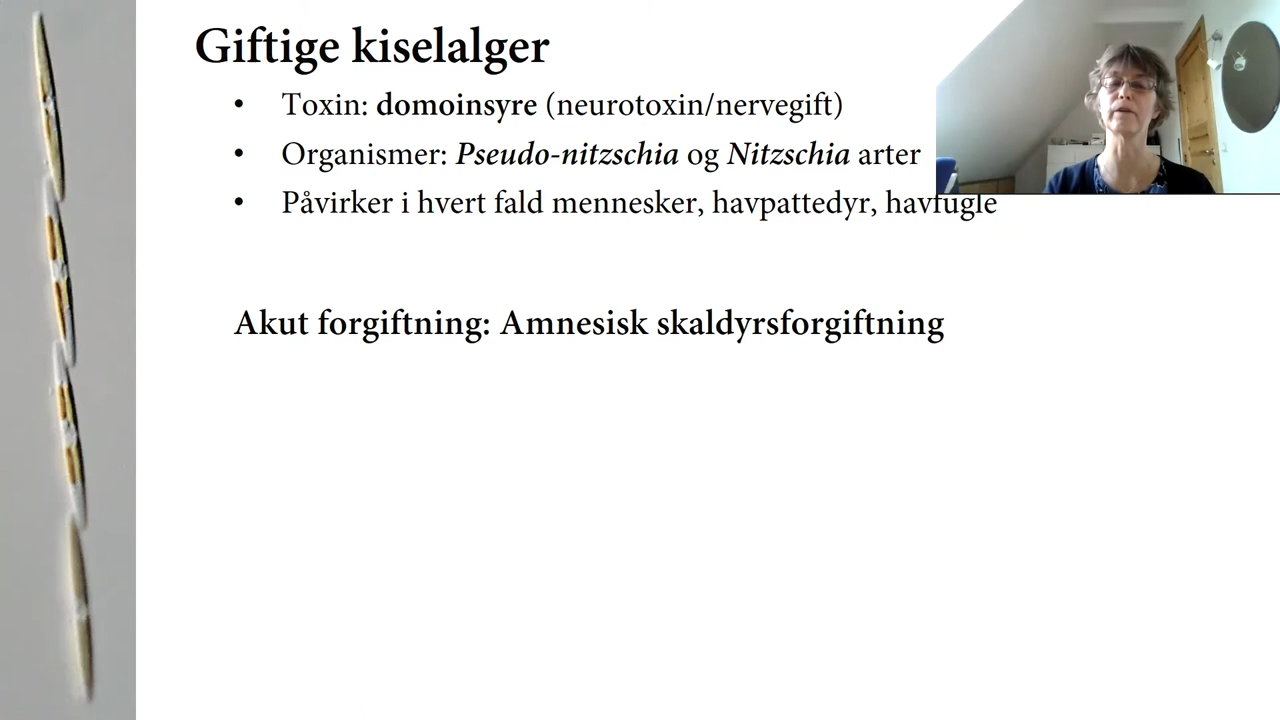 Giftige kiselalger
• Toxin: domoinsyre (neurotoxin/nervegift)
• Organismer: Pseudo-nitzschia og Nitzschia arter
• Påvirker i hvert fald mennesker, havpattedyr, havfugle
Akut forgiftning: Amnesisk skaldyrsforgiftning